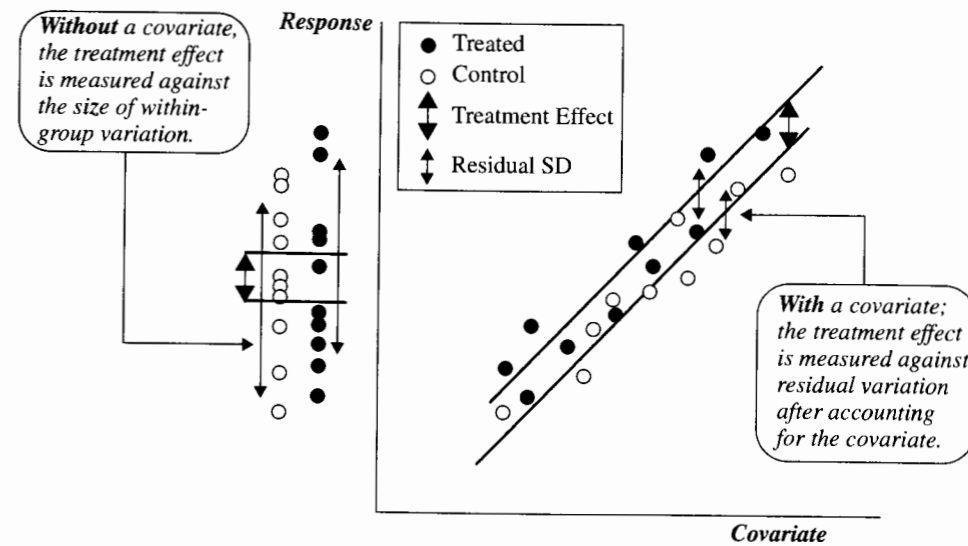 Without a covariate,
the treatment effect
is measured against
the size of within-
group variation.
Response
Treated
Control
Treatment Effect
Residual SD
With a covariate;
the treatment effect
is measured against
residual variation
after accounting
for the covariate.
Covariate